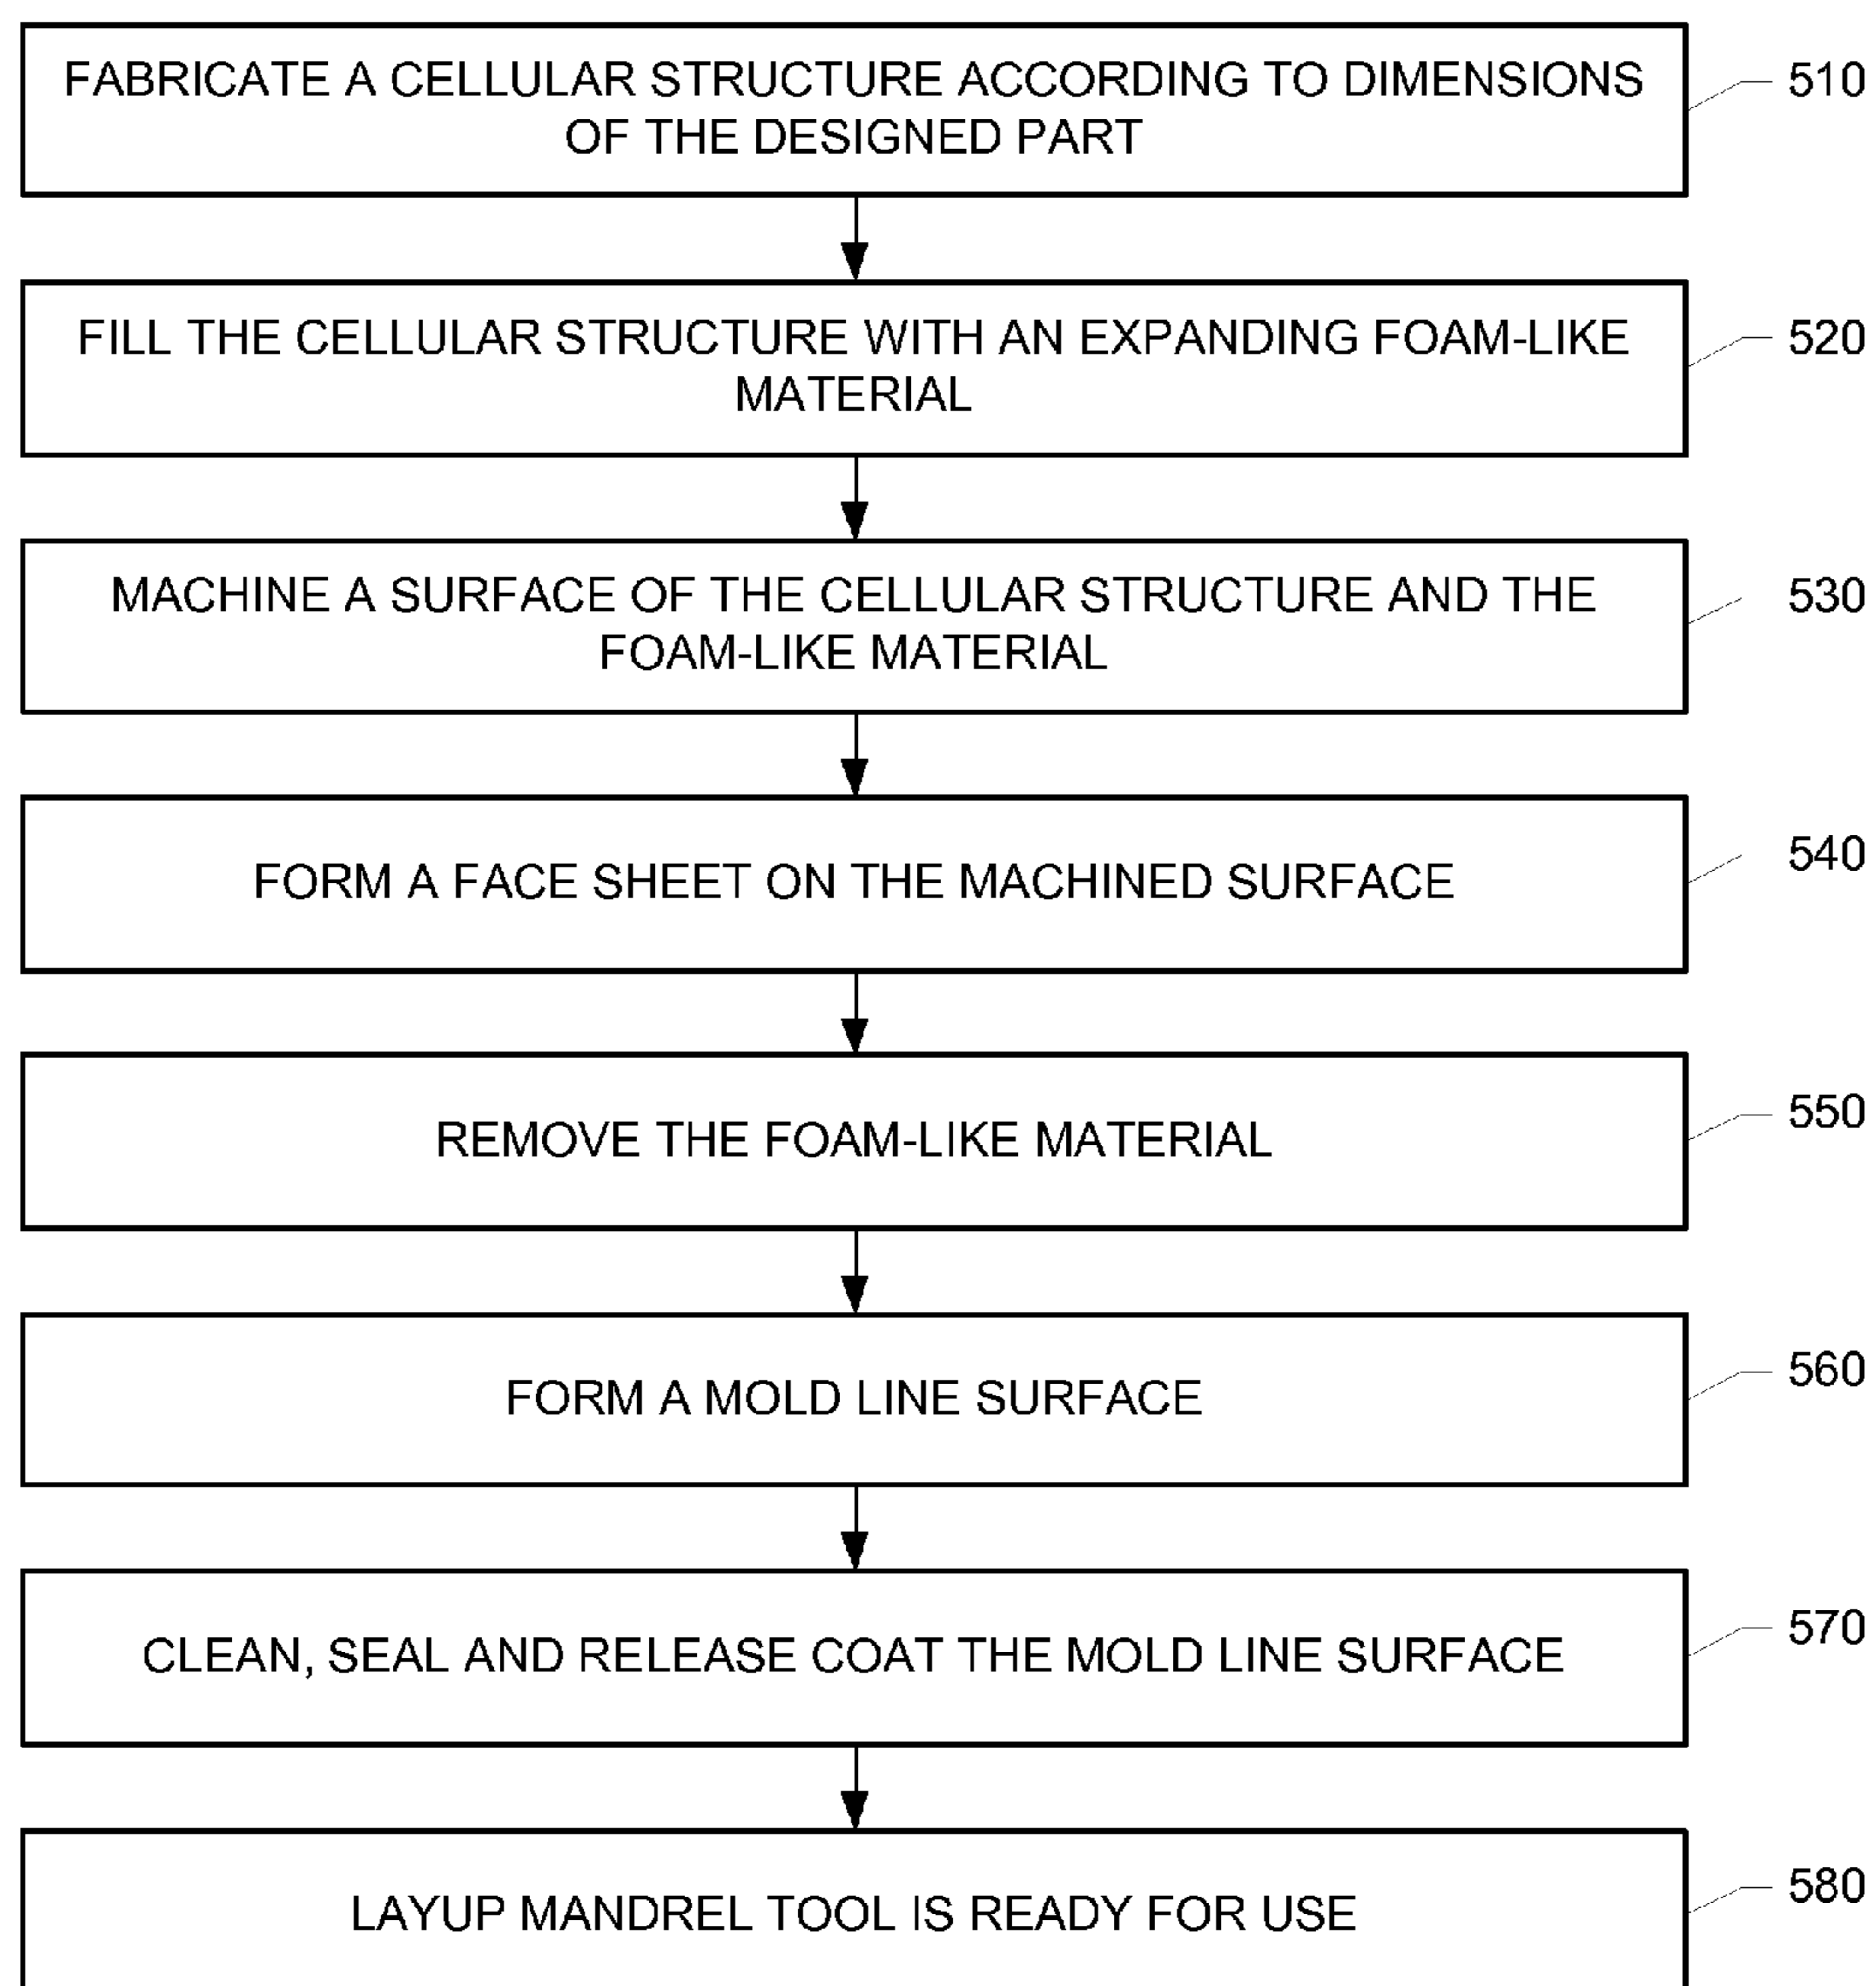 FABRICATE A CELLULAR STRUCTURE ACCORDING TO DIMENSIONS
OF THE DESIGNED PART
510
FILL THE CELLULAR STRUCTURE WITH AN EXPANDING FOAM-LIKE
MATERIAL
520
MACHINE A SURFACE OF THE CELLULAR STRUCTURE AND THE
FOAM-LIKE MATERIAL
530
FORM A FACE SHEET ON THE MACHINED SURFACE
540
REMOVE THE FOAM-LIKE MATERIAL
550
FORM A MOLD LINE SURFACE
560
CLEAN, SEAL AND RELEASE COAT THE MOLD LINE SURFACE
570
LAYUP MANDREL TOOL IS READY FOR USE
580